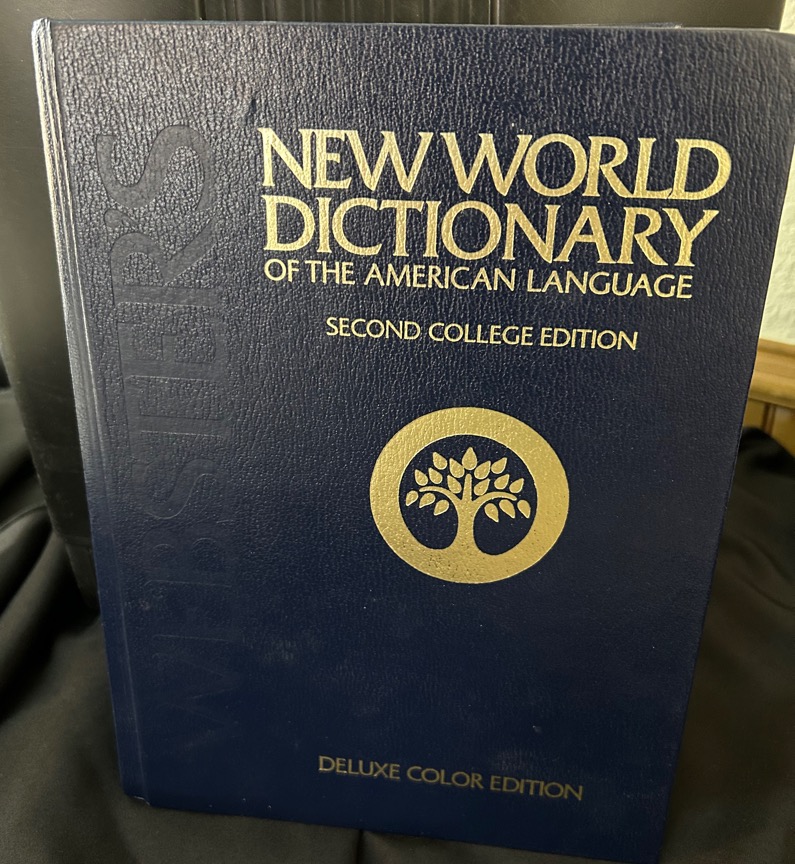 WEBSTER'S
NEW WORLD
DICTIONARY
OF THE AMERICAN LANGUAGE
SECOND COLLEGE EDITION
DELUXE COLOR EDITION